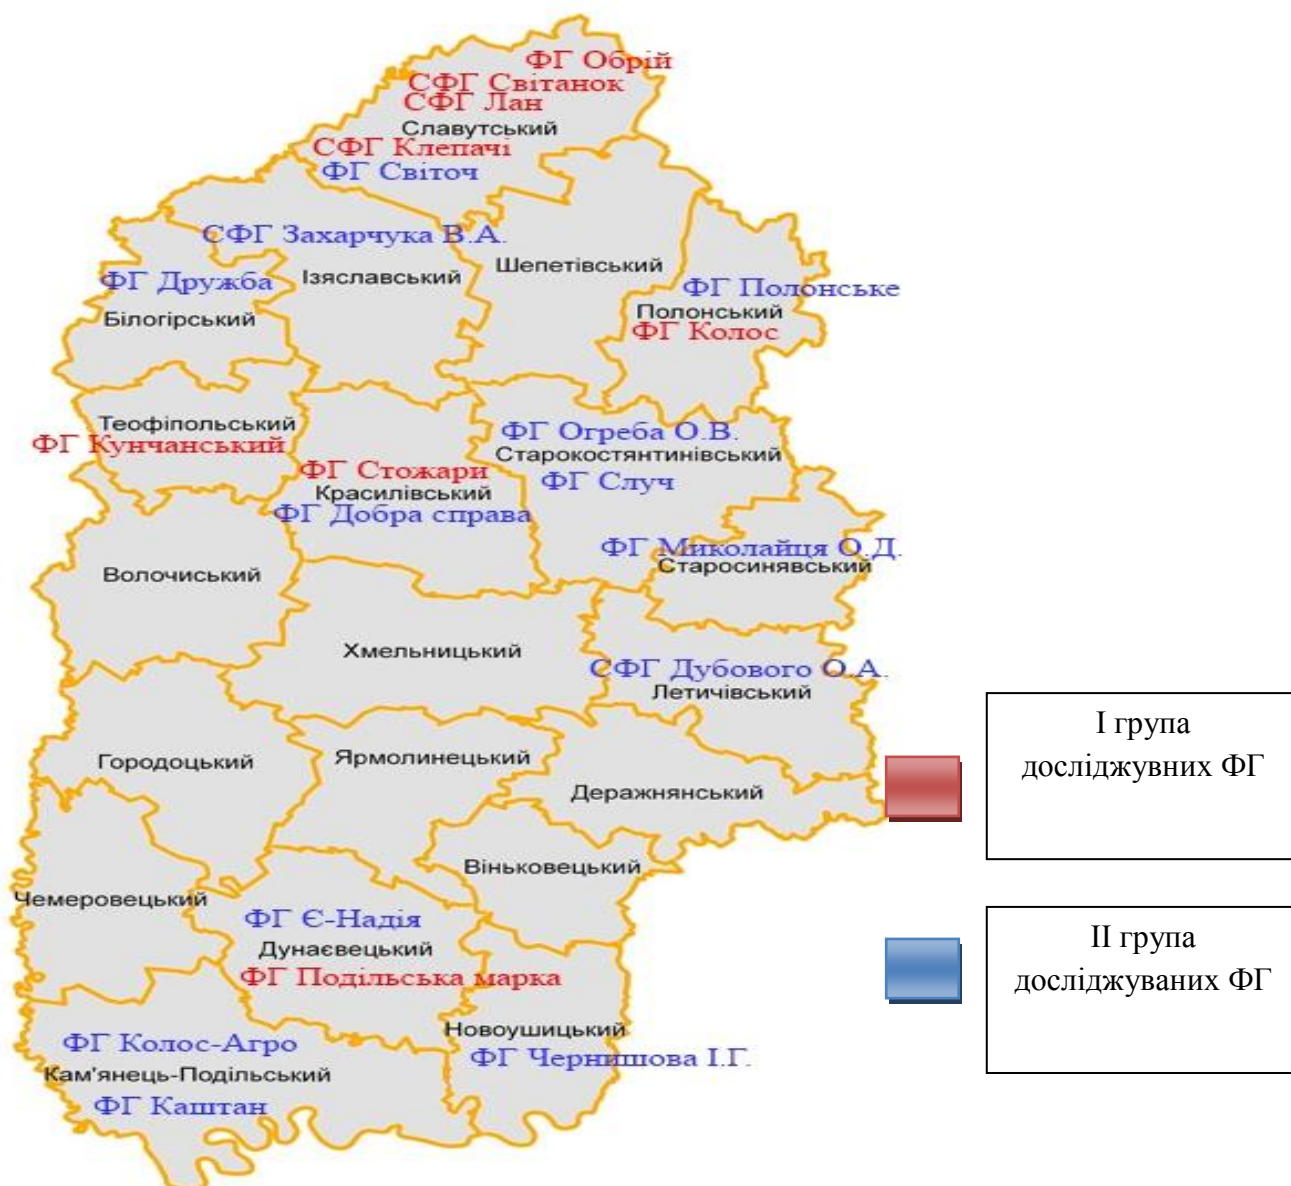 ФГ Обрій
СФГ Світанок
СФГ Лан
Славутський
СФГ Клепачі
ФГ Світоч
СФГ Захарчука В.А.
Шепетівський
Ізяславський
ФГ Дружба
Білогірський
ФГ Полонське
Полонський
ФГ Колос
Теофіпольський
ФГ Кунчанський
ФГ Огреба О.В.
Старокостянтинівський
ФГ Случ
ФГ Стожари
Красилівський
ФГ Добра справа
ФГ Миколайця О.Д.
Старосинявський
Волочиський
Хмельницький
СФГ Дубового О.А.
Летичівський
Городоцький
Ярмолинецький
Деражнянський
Віньковецький
Чемеровецький
ФГ Є-Надія
Дунаєвецький
ФГ Подільська марка
Новоушицький
ФГ Чернишова І.Г.
ФГ Колос-Агро
Кам'янець-Подільський
ФГ Каштан
І група
досліджувних ФГ
ІІ група
досліджуваних ФГ